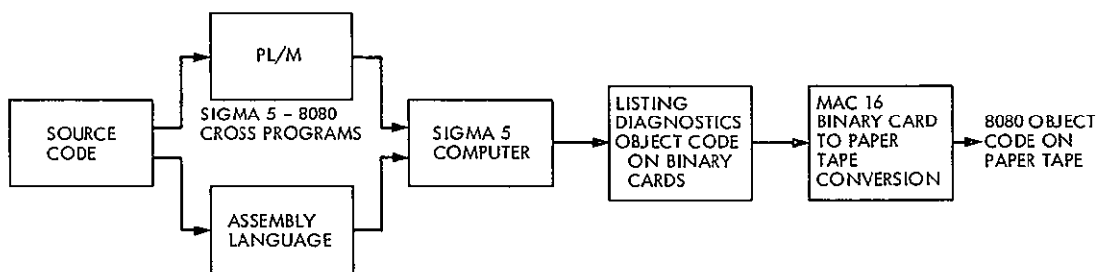 PL/M
SIGMA 5 - 8080
CROSS PROGRAMS
SOURCE
CODE
ASSEMBLY
LANGUAGE
SIGMA 5
COMPUTER
LISTING
DIAGNOSTICS
OBJECT CODE
ON BINARY
CARDS
MAC 16
BINARY CARD
TO PAPER
TAPE
CONVERSION
8080 OBJECT
CODE ON
PAPER TAPE